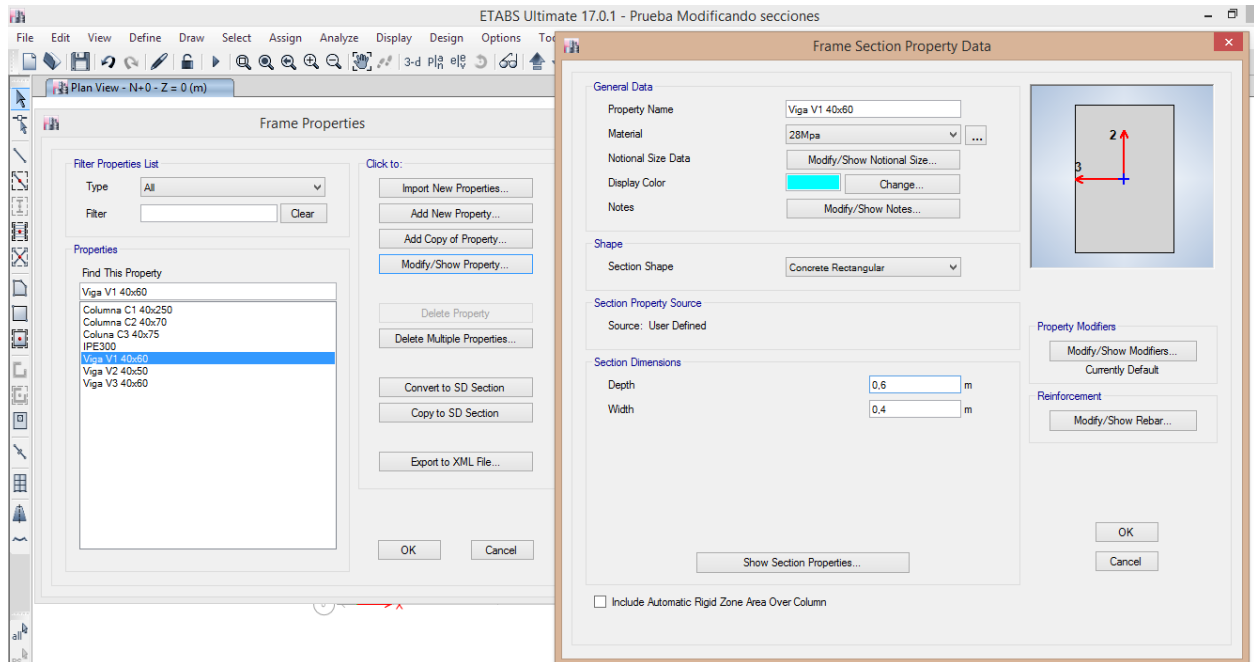 ETABS Ultimate 17.0.1 - Prueba Modificando secciones
File Edit View Define Draw Select Assign Analyze Display Design Options
3-d
Plan View - N+0 - Z = 0 (m)
Frame Properties
Filter Properties List
Type All
Filter Clear
Properties
Find This Property
Viga V1 40x60
Columna C1 40x250
Columna C2 40x70
Coluna C3 40x75
IPE300
Viga V1 40x60
Viga V2 40x50
Viga V3 40x60
Click to:
Import New Properties...
Add New Property...
Add Copy of Property...
Modify/Show Property...
Delete Property
Delete Multiple Properties...
Convert to SD Section
Copy to SD Section
Export to XML File...
OK Cancel
X
all
Frame Section Property Data
General Data
Property Name Viga V1 40x60
Material 28Mpa ...
Notional Size Data Modify/Show Notional Size...
Display Color Change...
Notes Modify/Show Notes...
Shape
Section Shape Concrete Rectangular
Section Property Source
Source: User Defined
Section Dimensions
Depth 0,6 m
Width 0,4 m
Show Section Properties...
Include Automatic Rigid Zone Area Over Column
2
3
Property Modifiers
Modify/Show Modifiers...
Currently Default
Reinforcement
Modify/Show Rebar...
OK
Cancel